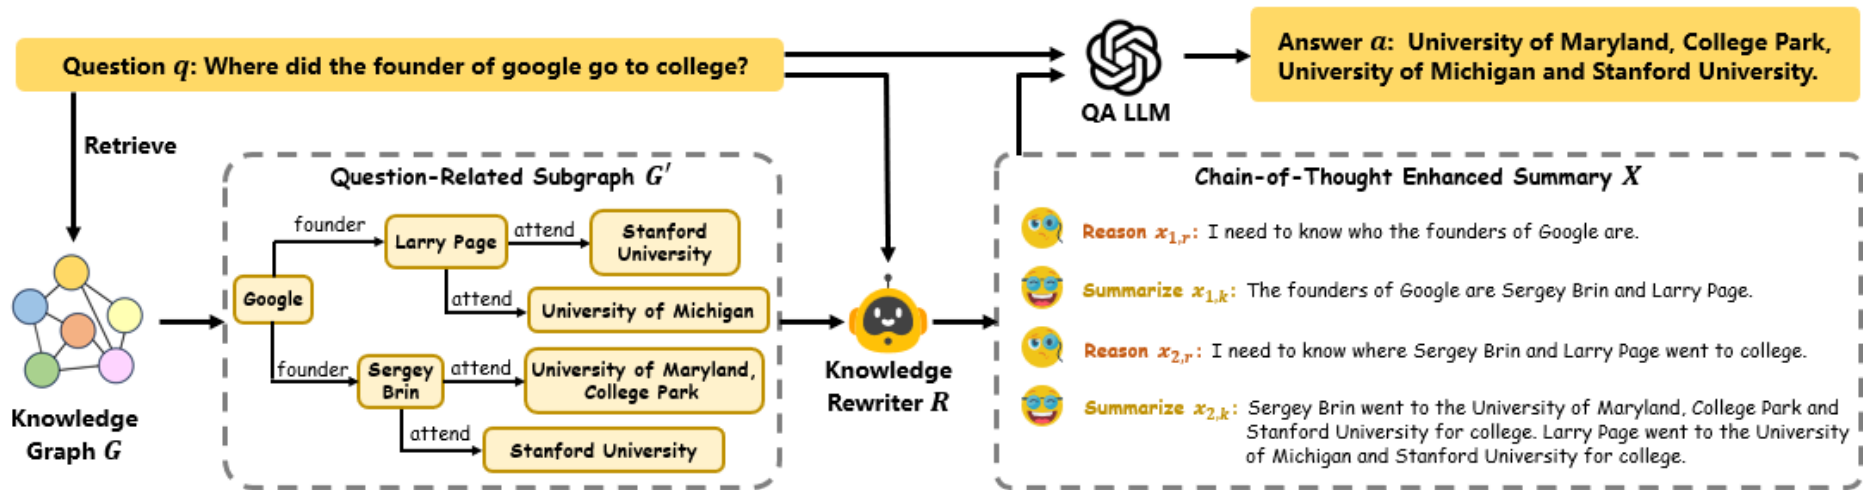 Question q: Where did the founder of google go to college?
Retrieve
Knowledge
Graph G
Question-Related Subgraph G′
Google
founder
Larry Page
attend
Stanford
University
attend
University of Michigan
founder
Sergey
Brin
attend
University of Maryland,
College Park
attend
Stanford University
Knowledge
Rewriter R
QA LLM
Answer a: University of Maryland, College Park,
University of Michigan and Stanford University.
Chain-of-Thought Enhanced Summary X
Reason x1,r: I need to know who the founders of Google are.
Summarize x1,k: The founders of Google are Sergey Brin and Larry Page.
Reason x2,r: I need to know where Sergey Brin and Larry Page went to college.
Summarize x2,k: Sergey Brin went to the University of Maryland, College Park and
Stanford University for college. Larry Page went to the University
of Michigan and Stanford University for college.